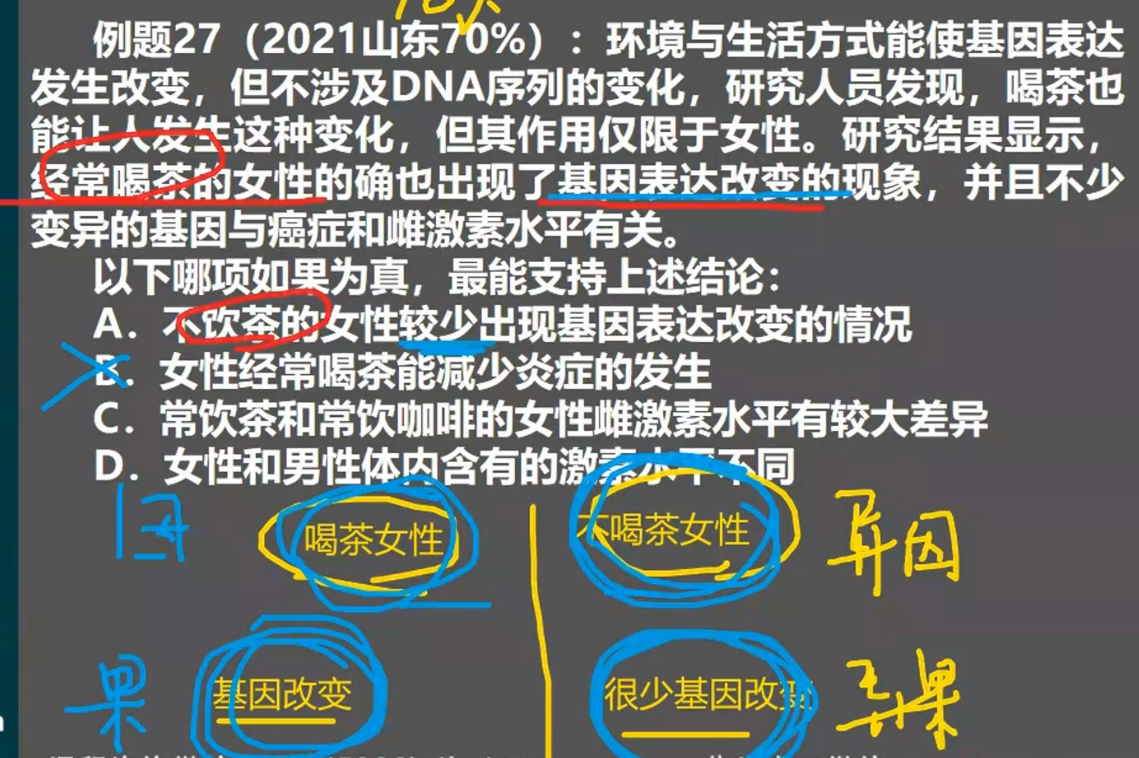 例题27（2021山东70%）：环境与生活方式能使基因表达
发生改变，但不涉及DNA序列的变化，研究人员发现，喝茶也
能让人发生这种变化，但其作用仅限于女性。研究结果显示，
经常喝茶的女性的确也出现了基因表达改变的现象，并且不少
变异的基因与癌症和雌激素水平有关。
以下哪项如果为真，最能支持上述结论：
A．不饮茶的女性较少出现基因表达改变的情况
B．女性经常喝茶能减少炎症的发生
C．常饮茶和常饮咖啡的女性雌激素水平有较大差异
D．女性和男性体内含有的激素水平不同
因 喝茶女性 不喝茶女性 异因
果 基因改变 很少基因改变 异果